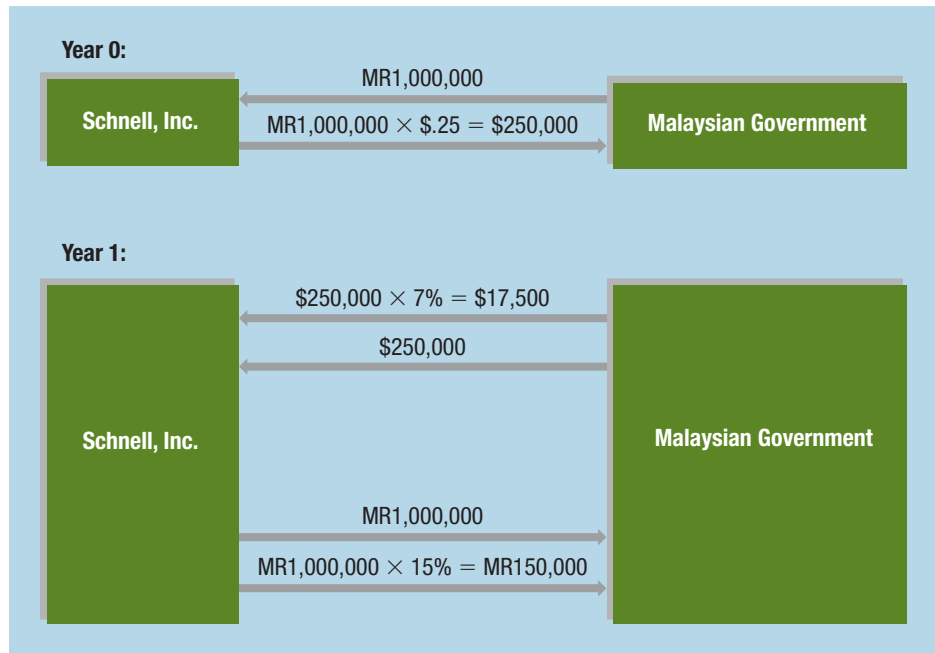 Year 0:
MR1,000,000
Schnell, Inc.
MR1,000,000 × $.25 = $250,000
Malaysian Government
Year 1:
$250,000 × 7% = $17,500
$250,000
Schnell, Inc.
Malaysian Government
MR1,000,000
MR1,000,000 × 15% = MR150,000